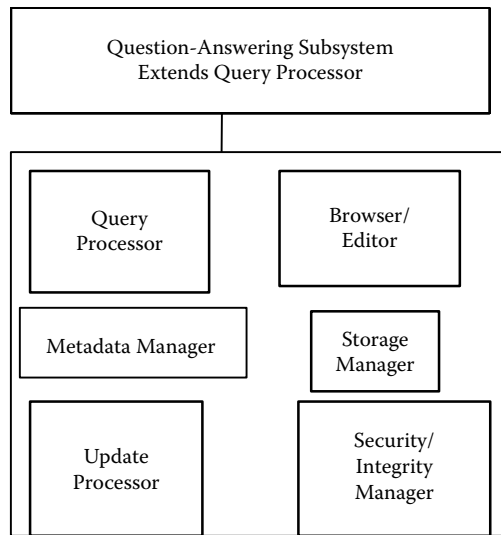 Question-Answering Subsystem
Extends Query Processor
Query
Processor
Browser/
Editor
Metadata Manager
Storage
Manager
Update
Processor
Security/
Integrity
Manager